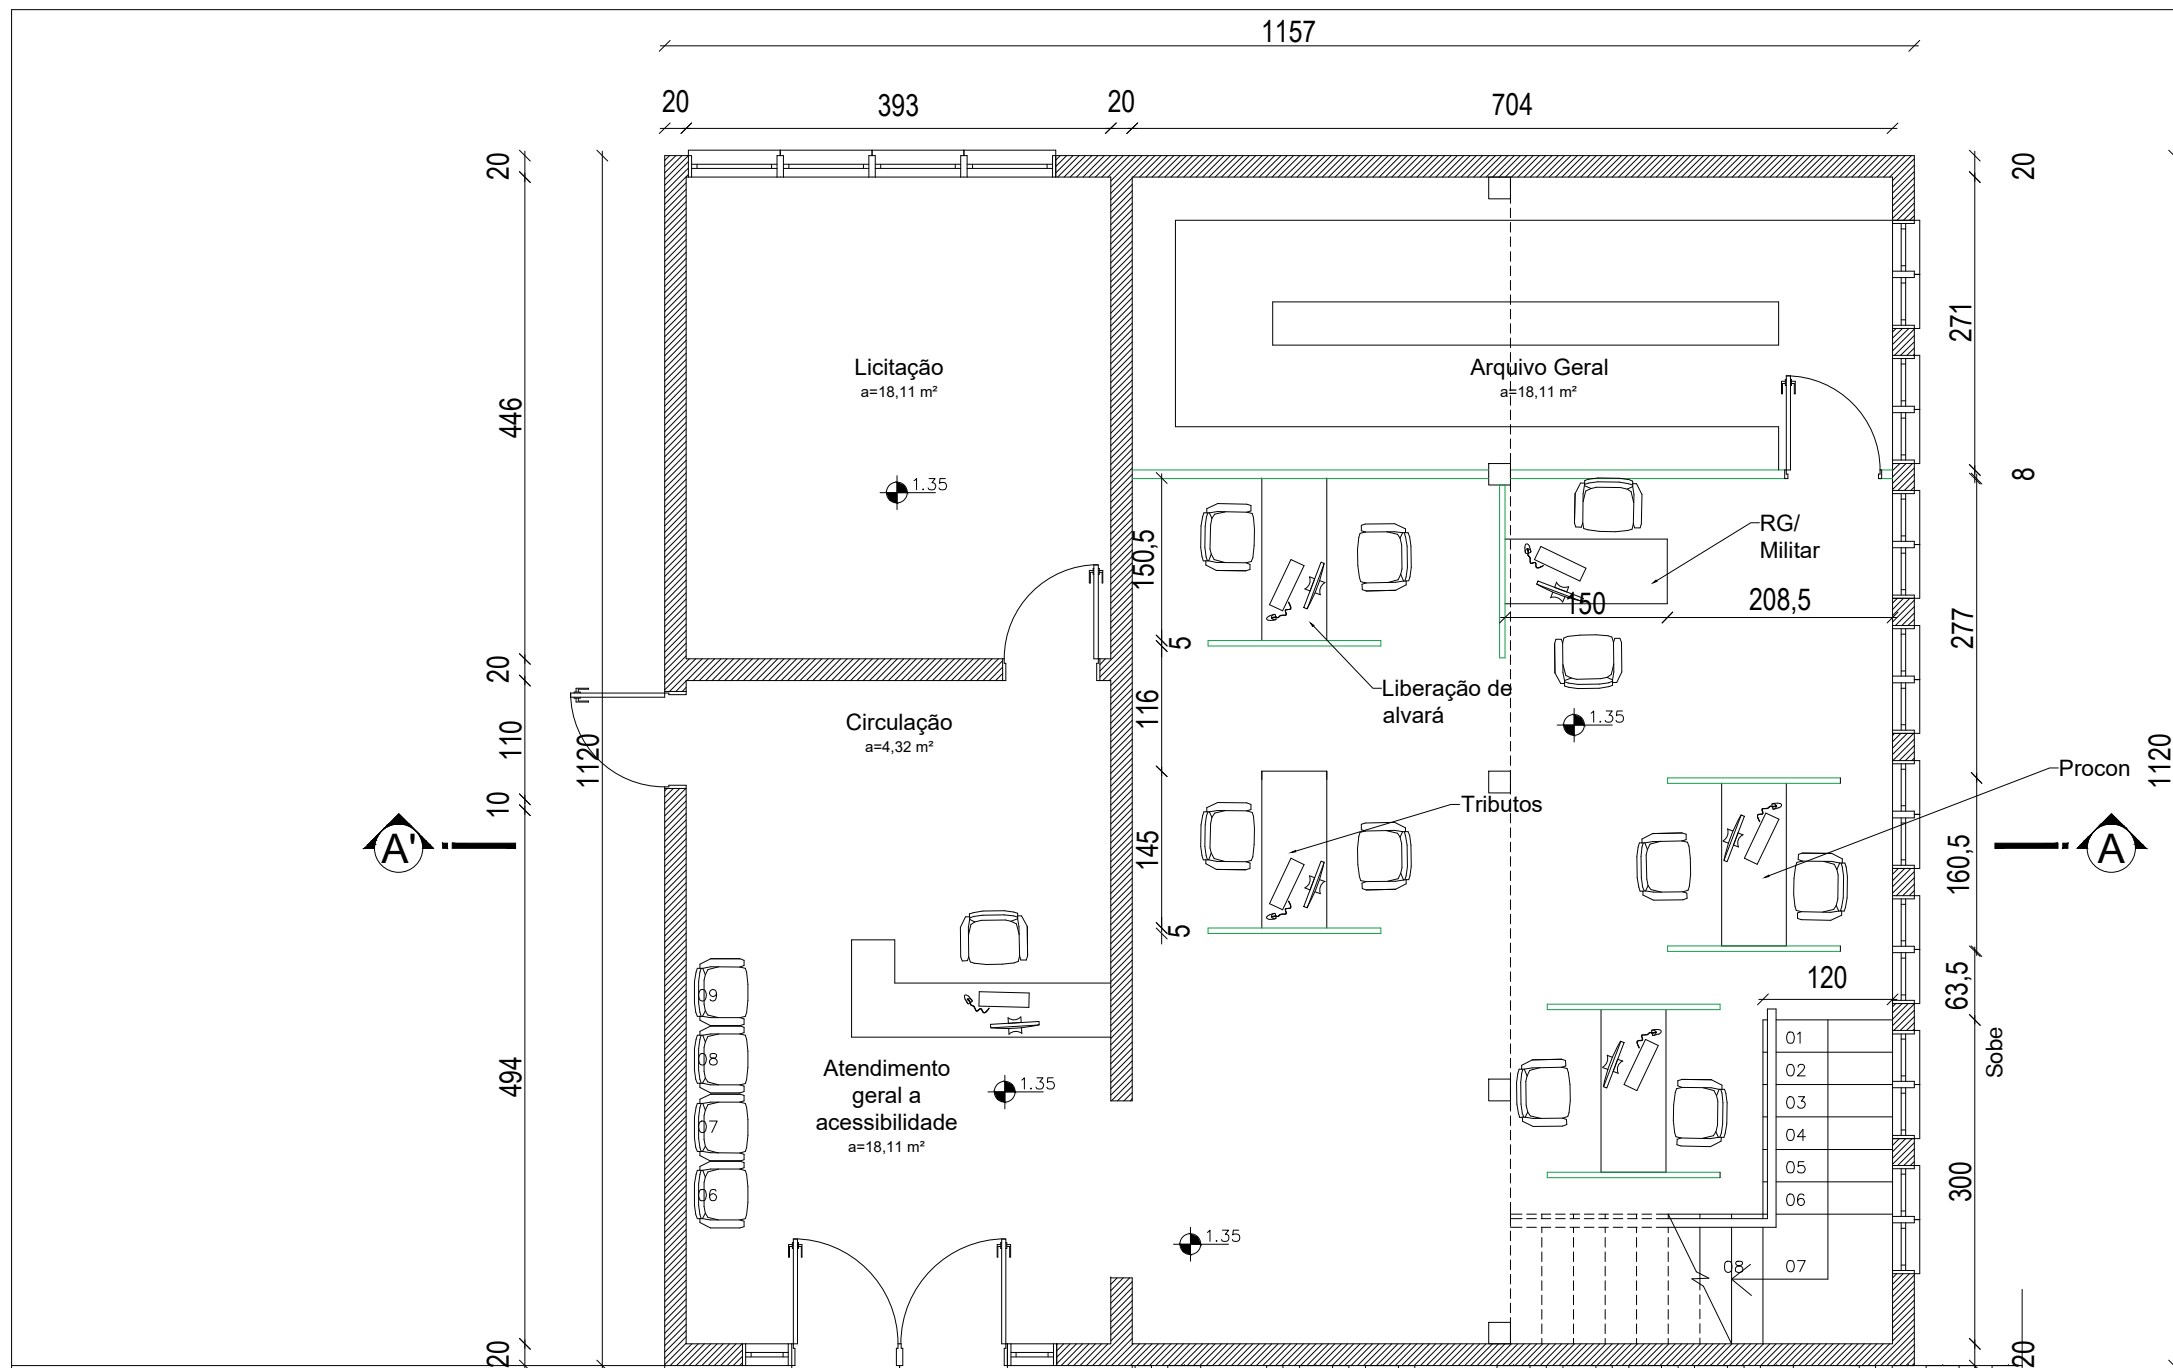 1157
20
393
20
704
20
446
20
110
10
494
20
1120
Licitação
a=18,11 m²
1.35
Arquivo Geral
a=18,11 m²
20
271
8
277
160,5
63,5
300
20
1120
150,5
5
116
145
5
RG/
Militar
150
208,5
Liberação de
alvará
1.35
Circulação
a=4,32 m²
Procon
Tributos
A'
A
120
09
08
07
06
Atendimento
geral a
acessibilidade
a=18,11 m²
1.35
1.35
Sobe
01
02
03
04
05
06
07
08